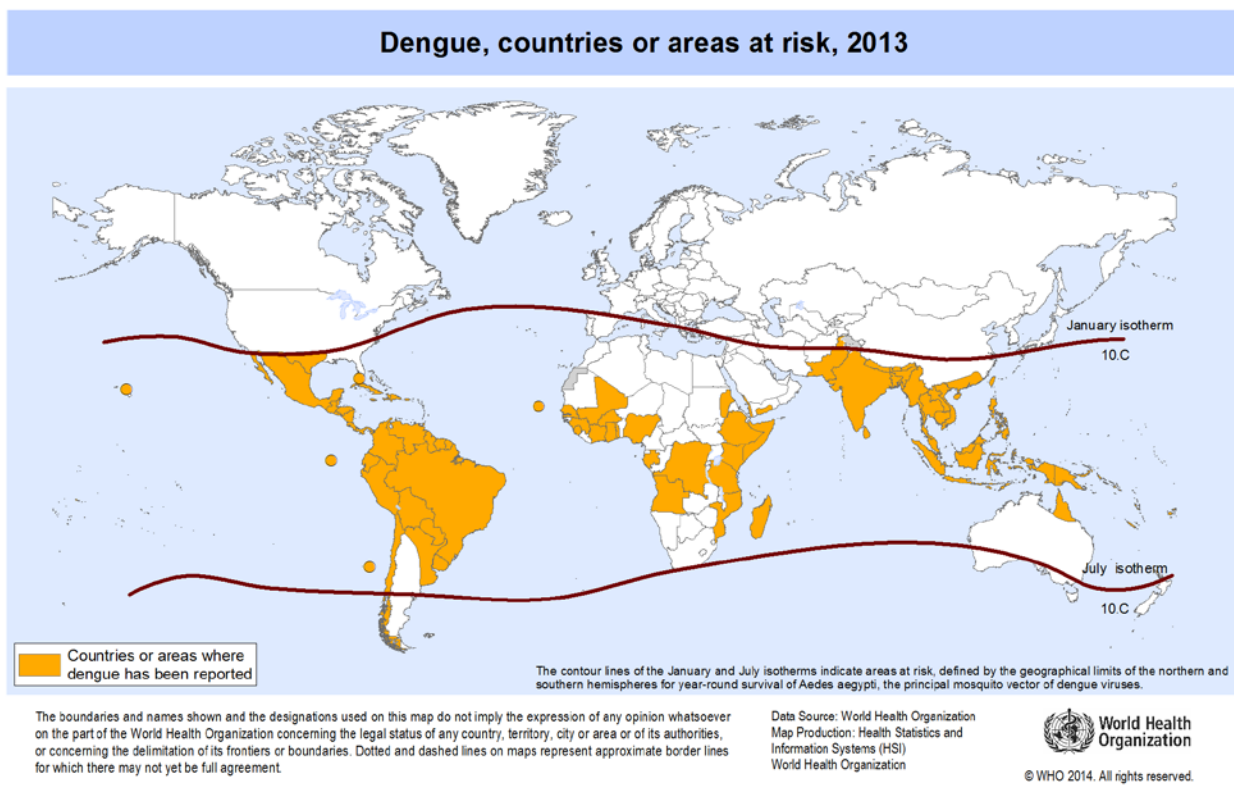 Dengue, countries or areas at risk, 2013
January isotherm
10.C
July isotherm
10.C
Countries or areas where
dengue has been reported
The contour lines of the January and July isotherms indicate areas at risk, defined by the geographical limits of the northern and
southern hemispheres for year-round survival of Aedes aegypti, the principal mosquito vector of dengue viruses.
The boundaries and names shown and the designations used on this map do not imply the expression of any opinion whatsoever
on the part of the World Health Organization concerning the legal status of any country, territory, city or area or of its authorities,
or concerning the delimitation of its frontiers or boundaries. Dotted and dashed lines on maps represent approximate border lines
for which there may not yet be full agreement.
Data Source: World Health Organization
Map Production: Health Statistics and
Information Systems (HSI)
World Health Organization
World Health
Organization
© WHO 2014. All rights reserved.